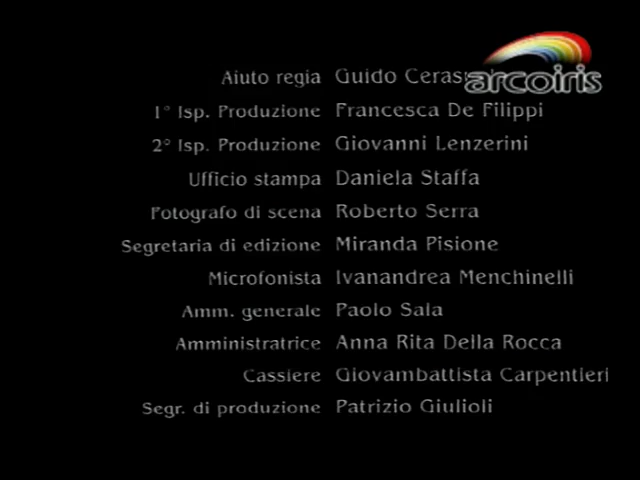 arcoiris
Aiuto regia Guido
1° Isp. Produzione Francesca De Filippi
2° Isp. Produzione Giovanni Lenzerini
Ufficio stampa Daniela Staffa
Fotografo di scena Roberto Serra
Segretaria di edizione Miranda Pisione
Microfonista Ivanandrea Menchinelli
Amm. generale Paolo Sala
Amministratrice Anna Rita Della Rocca
Cassiere Giovambattista Carpentieri
Segr. di produzione Patrizio Giulioli